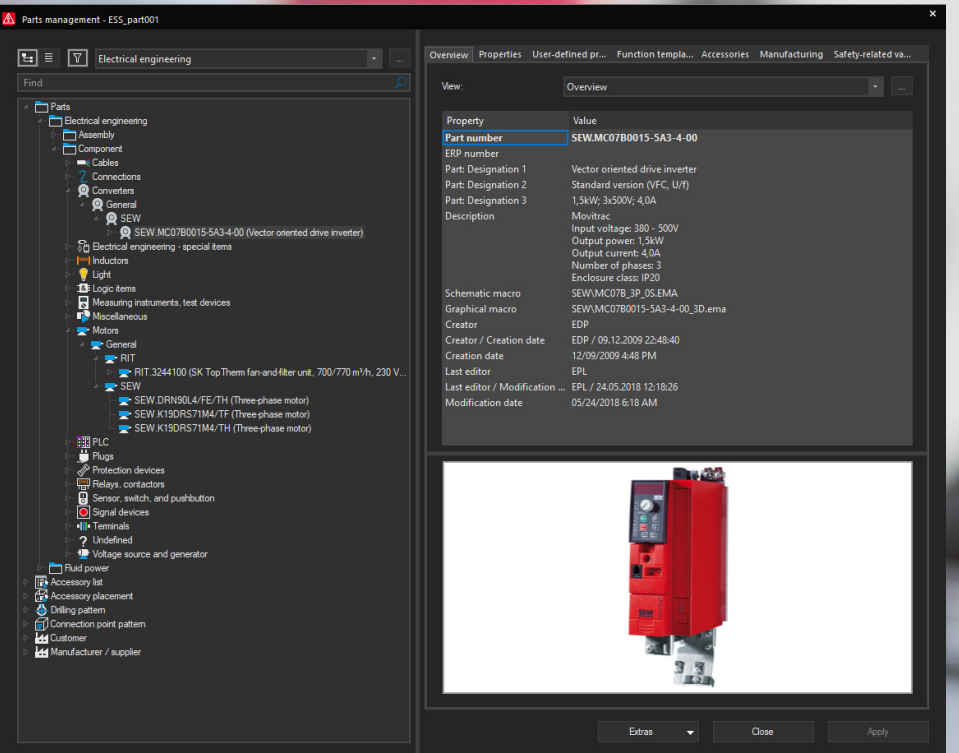 Parts management - ESS_part001
Electrical engineering
...
Find
Parts
Electrical engineering
Assembly
Component
Cables
Connections
Converters
General
SEW
SEW.MC07B0015-5A3-4-00 (Vector oriented drive inverter)
Electrical engineering - special items
Inductors
Light
Logic items
Measuring instruments, test devices
Miscellaneous
Motors
General
RIT
RIT.3244100 (SK TopTherm fan-and-filter unit, 700/770 m³/h, 230 V...
SEW
SEW.DRN90L4/FE/TH (Three-phase motor)
SEW.K19DRS71M4/TF (Three-phase motor)
SEW.K19DRS71M4/TH (Three-phase motor)
PLC
Plugs
Protection devices
Relays, contactors
Sensor, switch, and pushbutton
Signal devices
Terminals
Undefined
Voltage source and generator
Fluid power
Accessory list
Accessory placement
Drilling pattern
Connection point pattern
Customer
Manufacturer / supplier
Overview Properties User-defined pr... Function templa... Accessories Manufacturing Safety-related va...
View: Overview ...
Property Value
Part number SEW.MC07B0015-5A3-4-00
ERP number
Part: Designation 1 Vector oriented drive inverter
Part: Designation 2 Standard version (VFC, U/f)
Part: Designation 3 1,5kW; 3x500V; 4,0A
Description Movitrac
Input voltage: 380 - 500V
Output power: 1,5kW
Output current: 4,0A
Number of phases: 3
Enclosure class: IP20
Schematic macro SEW\MC07B_3P_0S.EMA
Graphical macro SEW\MC07B0015-5A3-4-00_3D.ema
Creator EDP
Creator / Creation date EDP / 09.12.2009 22:48:40
Creation date 12/09/2009 4:48 PM
Last editor EPL
Last editor / Modification ... EPL / 24.05.2018 12:18:26
Modification date 05/24/2018 6:18 AM
SEW
Extras Close Apply